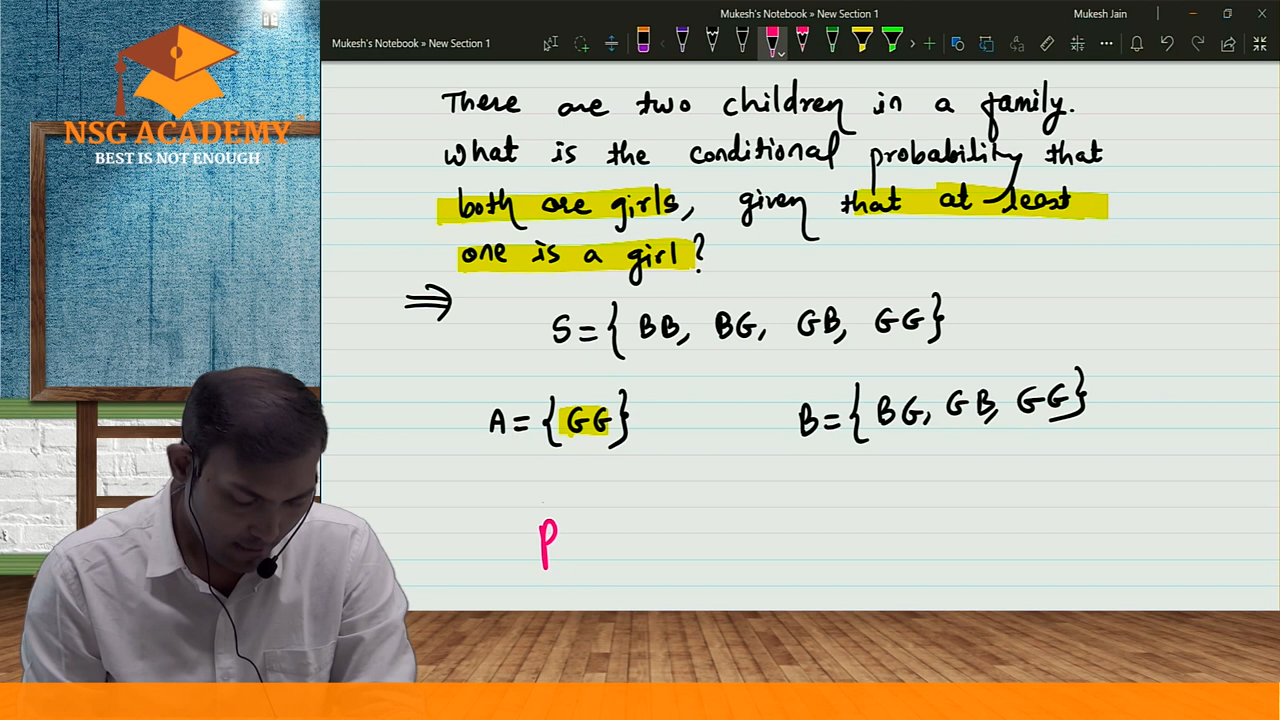 Mukesh's Notebook » New Section 1
Mukesh Jain
Mukesh's Notebook » New Section 1
NSG ACADEMY
BEST IS NOT ENOUGH
There are two children in a family.
What is the conditional probability that
both are girls, given that at least
one is a girl?
⇒
S={ BB, BG, GB, GG}
A={GG} B={BG, GB, GG}
P